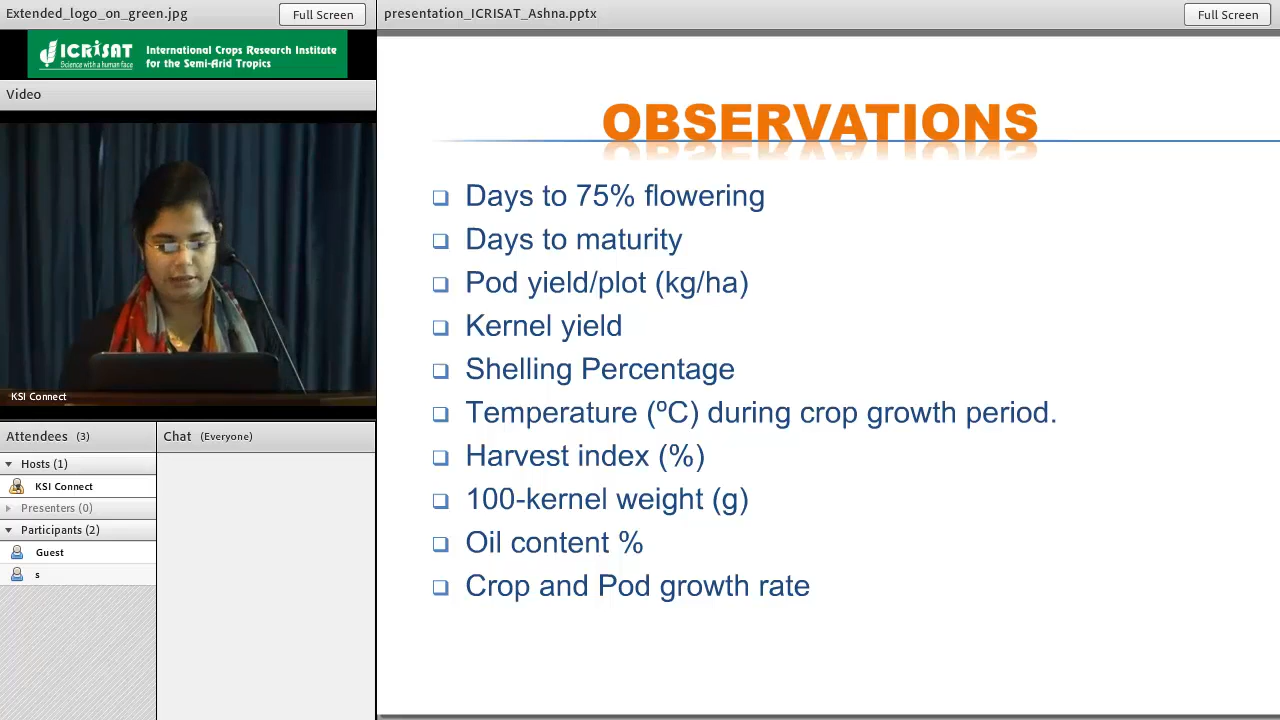 Extended_logo_on_green.jpg
Full Screen
ICRISAT
Science with a human face
International Crops Research Institute
for the Semi-Arid Tropics
Video
KSI Connect
Attendees (3)
Hosts (1)
KSI Connect
Presenters (0)
Participants (2)
Guest
s
Chat (Everyone)
presentation_ICRISAT_Ashna.pptx
Full Screen
OBSERVATIONS
Days to 75% flowering
Days to maturity
Pod yield/plot (kg/ha)
Kernel yield
Shelling Percentage
Temperature (ºC) during crop growth period.
Harvest index (%)
100-kernel weight (g)
Oil content %
Crop and Pod growth rate